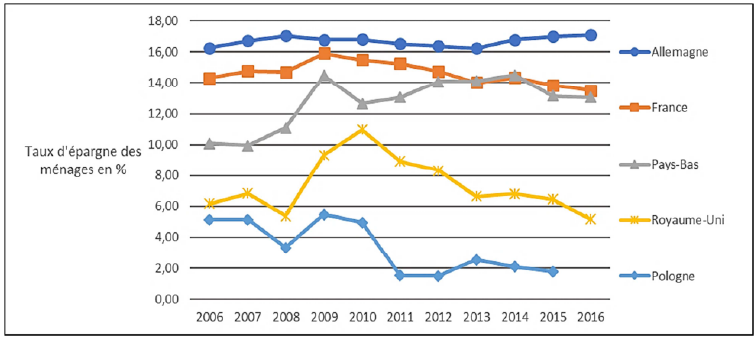 18,00
16,00
14,00
12,00
10,00
8,00
6,00
4,00
2,00
0,00
Taux d'épargne des
ménages en %
2006 2007 2008 2009 2010 2011 2012 2013 2014 2015 2016
Allemagne
France
Pays-Bas
Royaume-Uni
Pologne